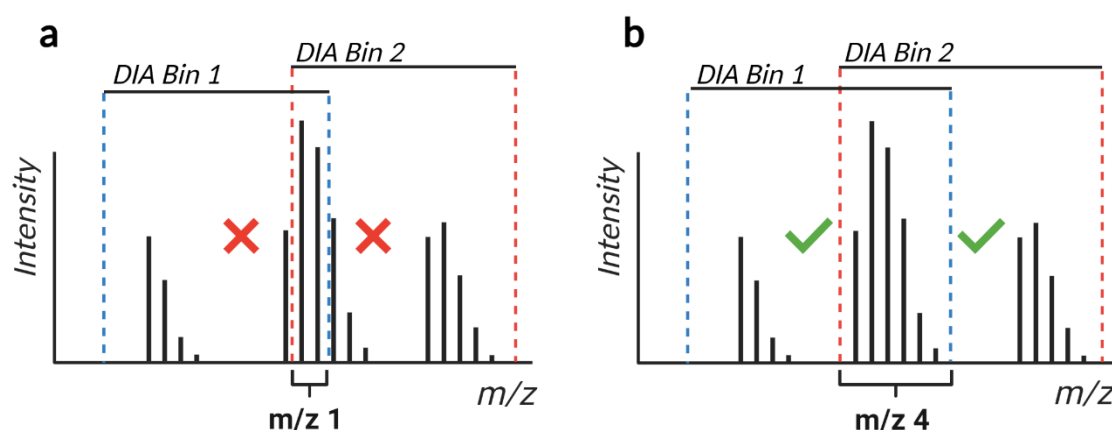 a
DIA Bin 2
DIA Bin 1
Intensity
m/z
m/z 1
b
DIA Bin 2
DIA Bin 1
Intensity
m/z
m/z 4